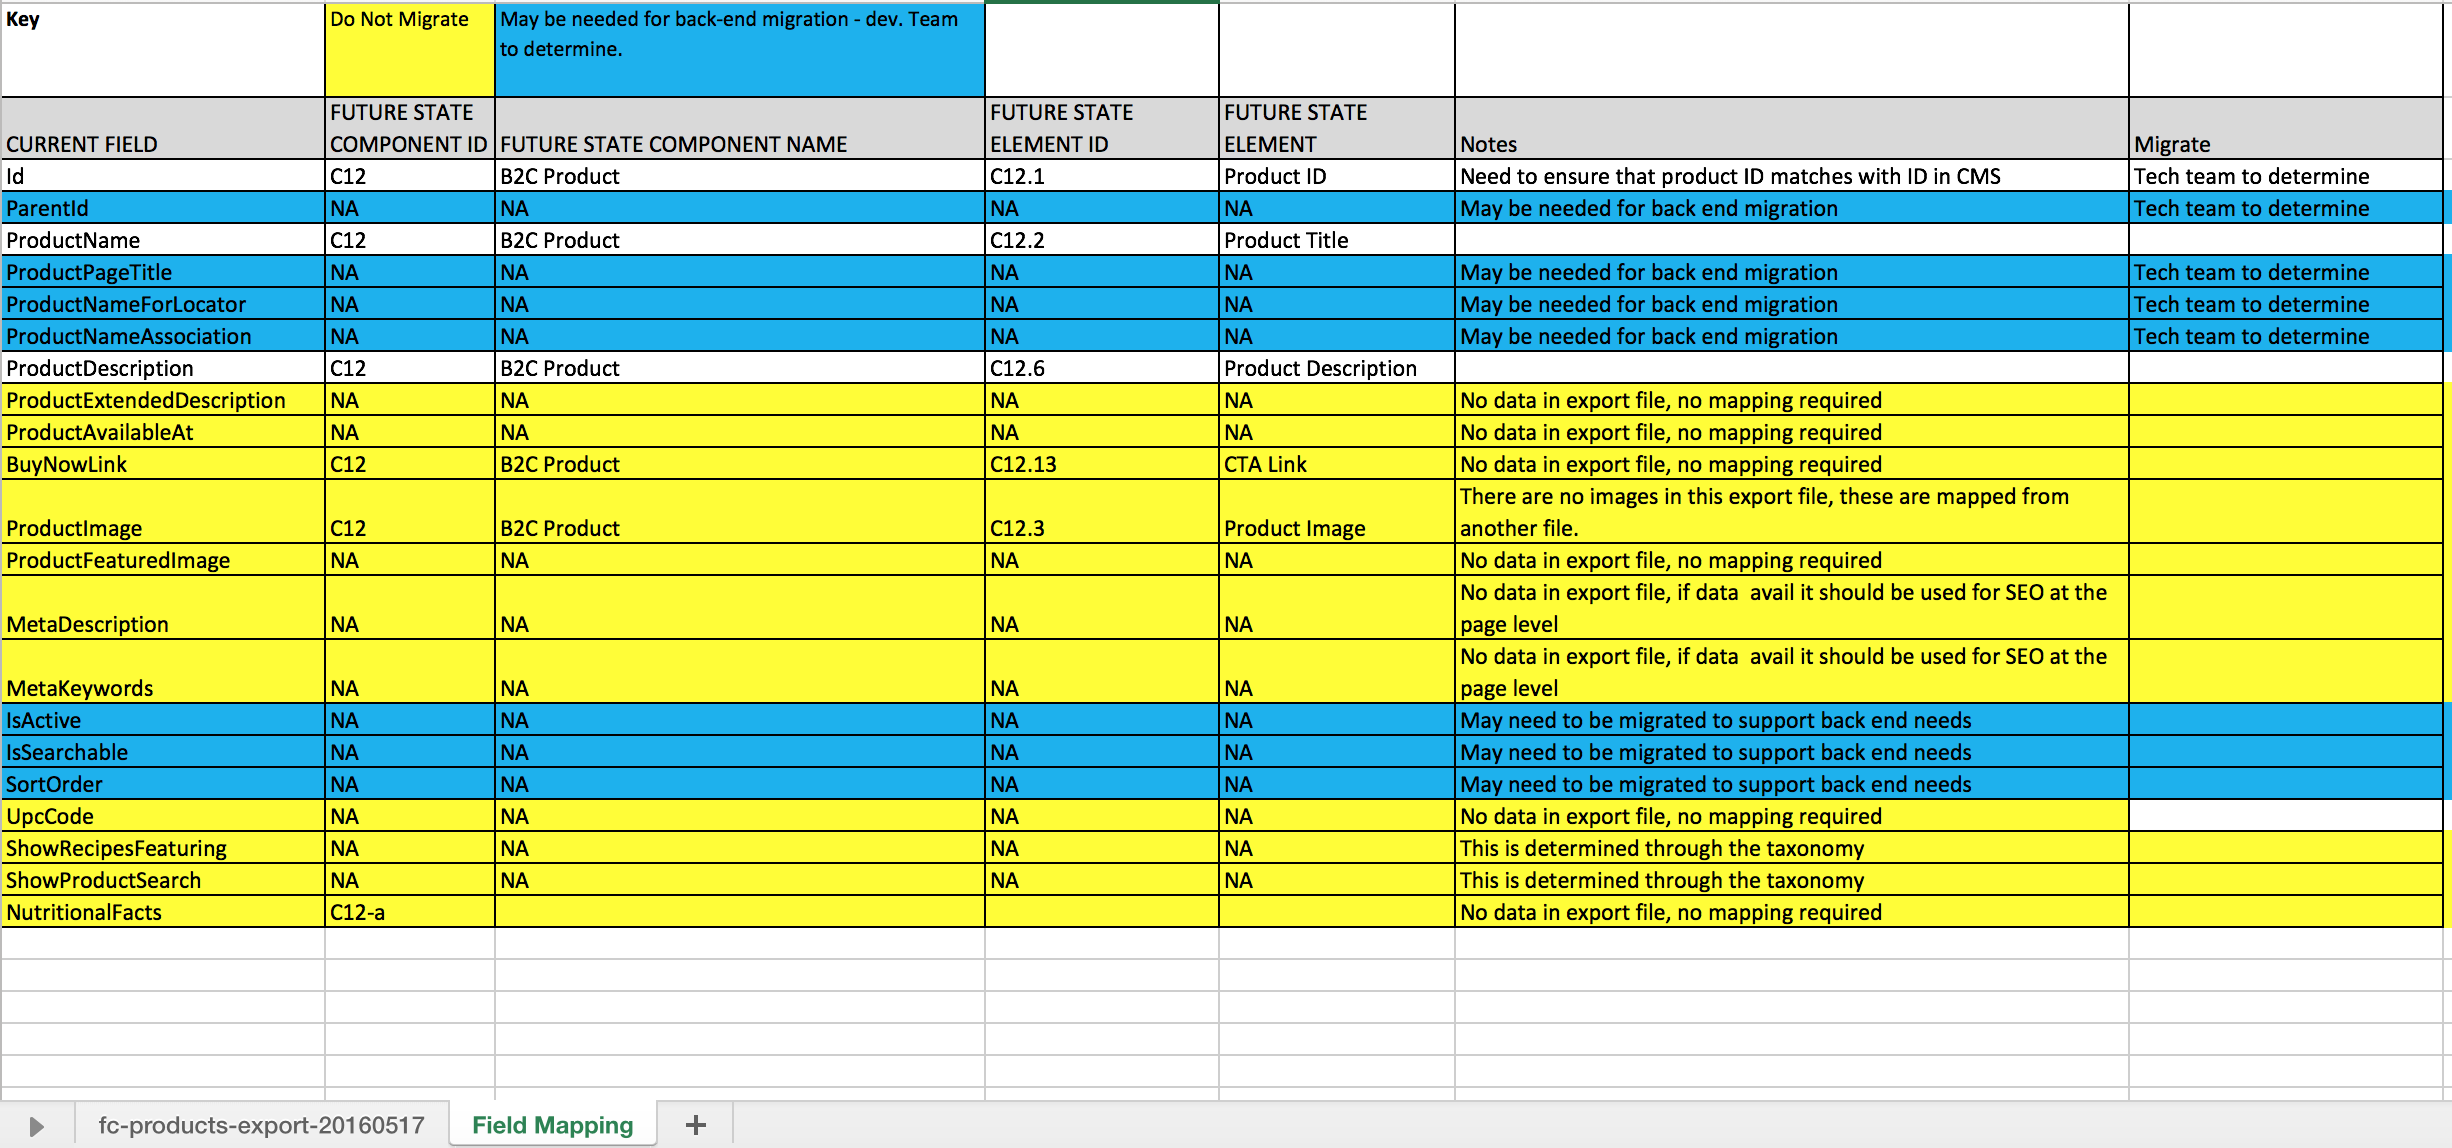 Key Do Not Migrate May be needed for back-end migration - dev. Team
to determine.
FUTURE STATE FUTURE STATE FUTURE STATE
CURRENT FIELD COMPONENT ID FUTURE STATE COMPONENT NAME ELEMENT ID ELEMENT Notes Migrate
Id C12 B2C Product C12.1 Product ID Need to ensure that product ID matches with ID in CMS Tech team to determine
ParentId NA NA NA NA May be needed for back end migration Tech team to determine
ProductName C12 B2C Product C12.2 Product Title
ProductPageTitle NA NA NA NA May be needed for back end migration Tech team to determine
ProductNameForLocator NA NA NA NA May be needed for back end migration Tech team to determine
ProductNameAssociation NA NA NA NA May be needed for back end migration Tech team to determine
ProductDescription C12 B2C Product C12.6 Product Description
ProductExtendedDescription NA NA NA NA No data in export file, no mapping required
ProductAvailableAt NA NA NA NA No data in export file, no mapping required
BuyNowLink C12 B2C Product C12.13 CTA Link No data in export file, no mapping required
There are no images in this export file, these are mapped from
ProductImage C12 B2C Product C12.3 Product Image another file.
ProductFeaturedImage NA NA NA NA No data in export file, no mapping required
No data in export file, if data  avail it should be used for SEO at the
MetaDescription NA NA NA NA page level
No data in export file, if data  avail it should be used for SEO at the
MetaKeywords NA NA NA NA page level
IsActive NA NA NA NA May need to be migrated to support back end needs
IsSearchable NA NA NA NA May need to be migrated to support back end needs
SortOrder NA NA NA NA May need to be migrated to support back end needs
UpcCode NA NA NA NA No data in export file, no mapping required
ShowRecipesFeaturing NA NA NA NA This is determined through the taxonomy
ShowProductSearch NA NA NA NA This is determined through the taxonomy
NutritionalFacts C12-a No data in export file, no mapping required
fc-products-export-20160517 Field Mapping +